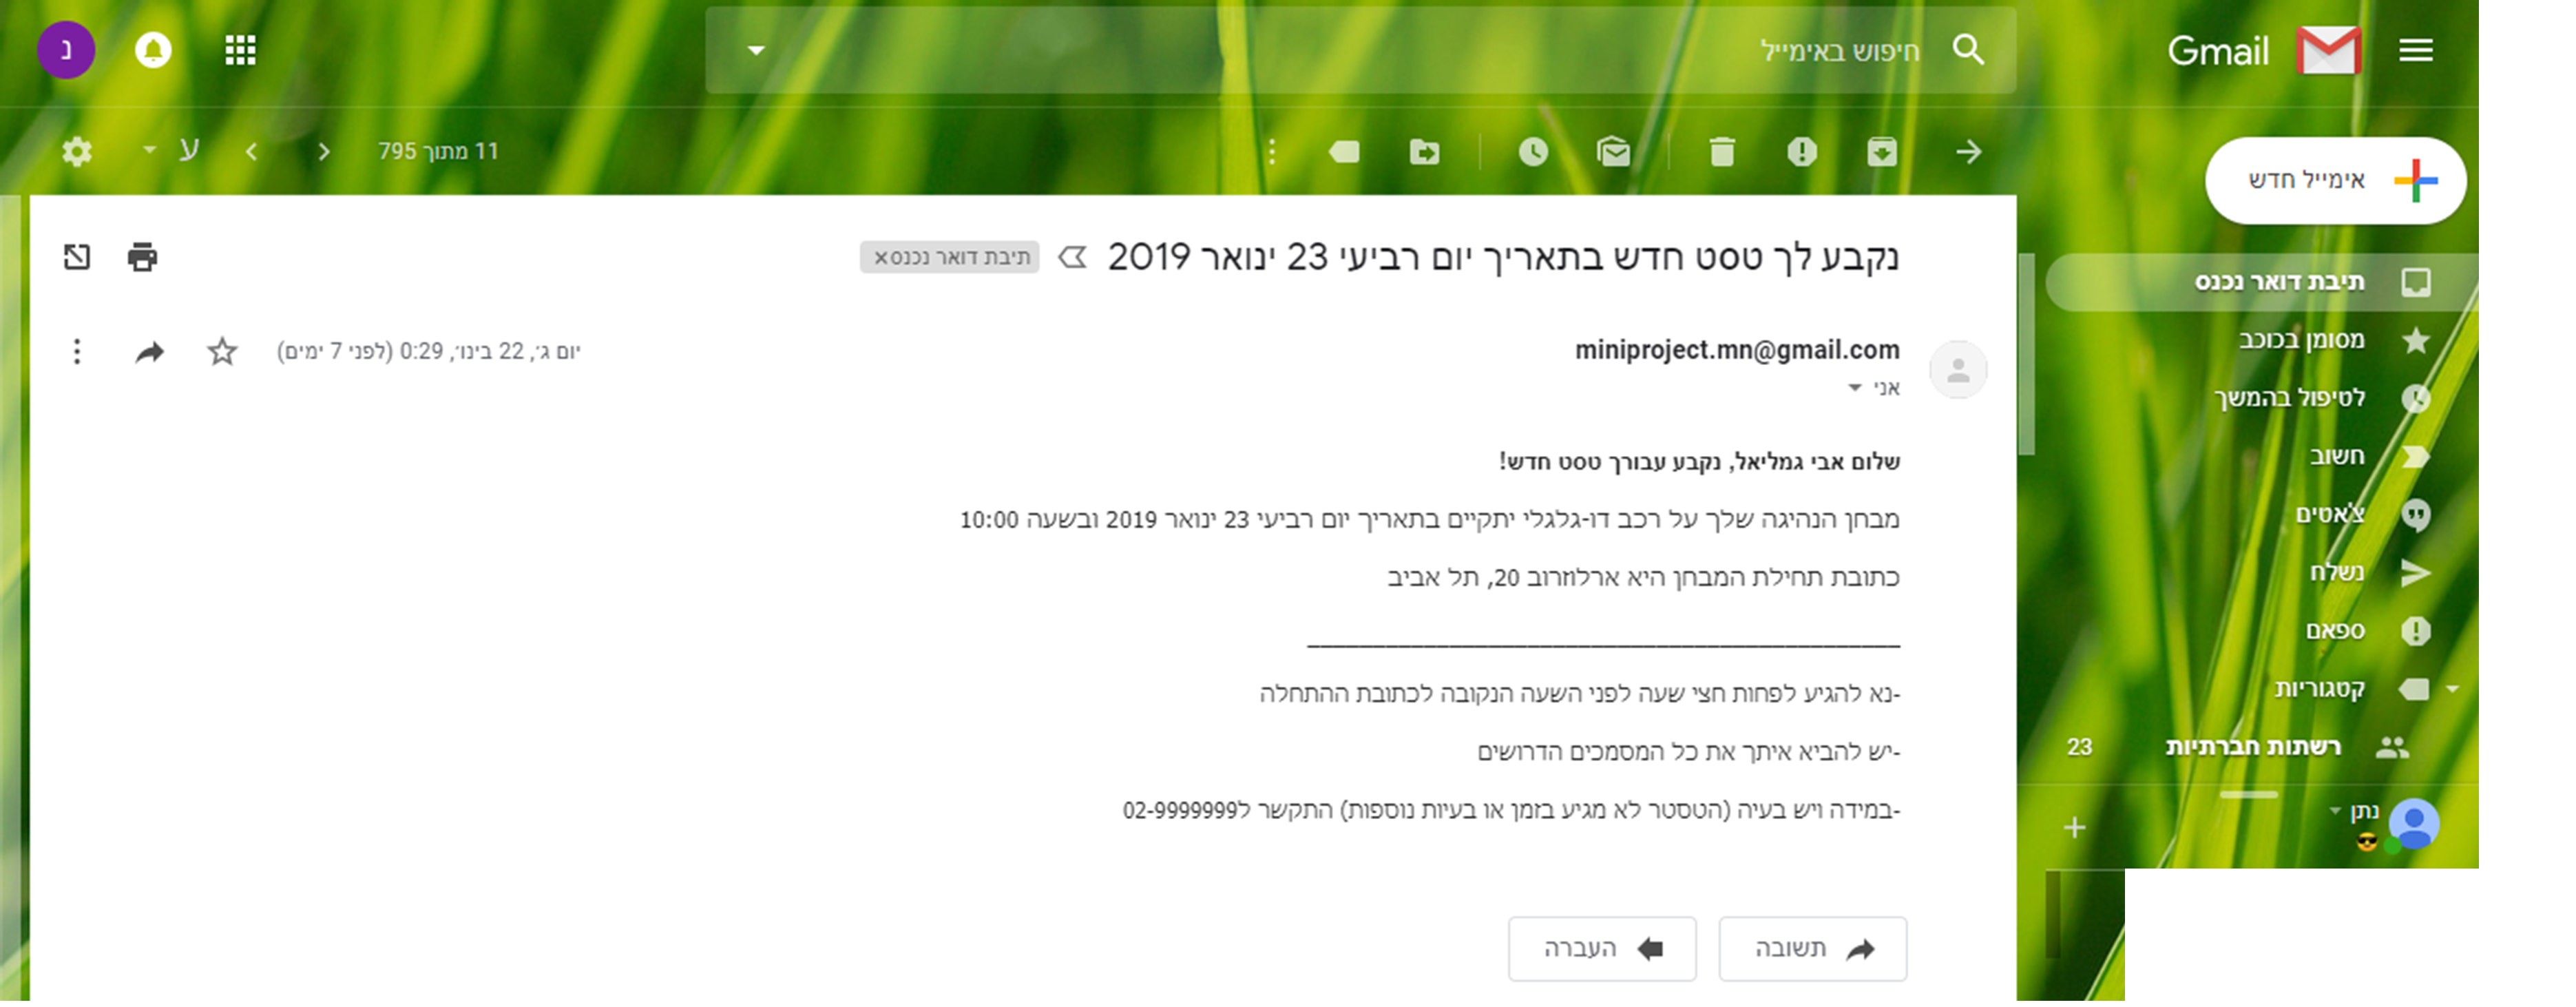 Gmail
חיפוש באימייל
נ
11 מתוך 795
ע
אימייל חדש
תיבת דואר נכנס
מסומן בכוכב
לטיפול בהמשך
חשוב
צ'אטים
נשלח
ספאם
קטגוריות
רשתות חברתיות 23
נתן
נקבע לך טסט חדש בתאריך יום רביעי 23 ינואר 2019
תיבת דואר נכנס x
miniproject.mn@gmail.com
יום ג׳, 22 בינו׳, 0:29 (לפני 7 ימים)
אני
שלום אבי גמליאל, נקבע עבורך טסט חדש!
מבחן הנהיגה שלך על רכב דו-גלגלי יתקיים בתאריך יום רביעי 23 ינואר 2019 ובשעה 10:00
כתובת תחילת המבחן היא ארלוזרוב 20, תל אביב
-נא להגיע לפחות חצי שעה לפני השעה הנקובה לכתובת ההתחלה
-יש להביא איתך את כל המסמכים הדרושים
-במידה ויש בעיה (הטסטר לא מגיע בזמן או בעיות נוספות) התקשר ל02-9999999
תשובה
העברה